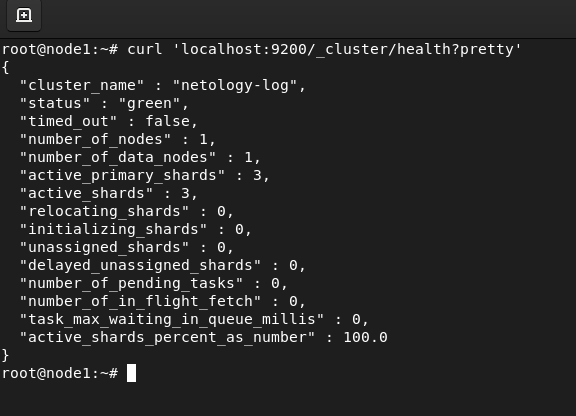 root@node1:~# curl 'localhost:9200/_cluster/health?pretty'
{
  "cluster_name" : "netology-log",
  "status" : "green",
  "timed_out" : false,
  "number_of_nodes" : 1,
  "number_of_data_nodes" : 1,
  "active_primary_shards" : 3,
  "active_shards" : 3,
  "relocating_shards" : 0,
  "initializing_shards" : 0,
  "unassigned_shards" : 0,
  "delayed_unassigned_shards" : 0,
  "number_of_pending_tasks" : 0,
  "number_of_in_flight_fetch" : 0,
  "task_max_waiting_in_queue_millis" : 0,
  "active_shards_percent_as_number" : 100.0
}
root@node1:~#